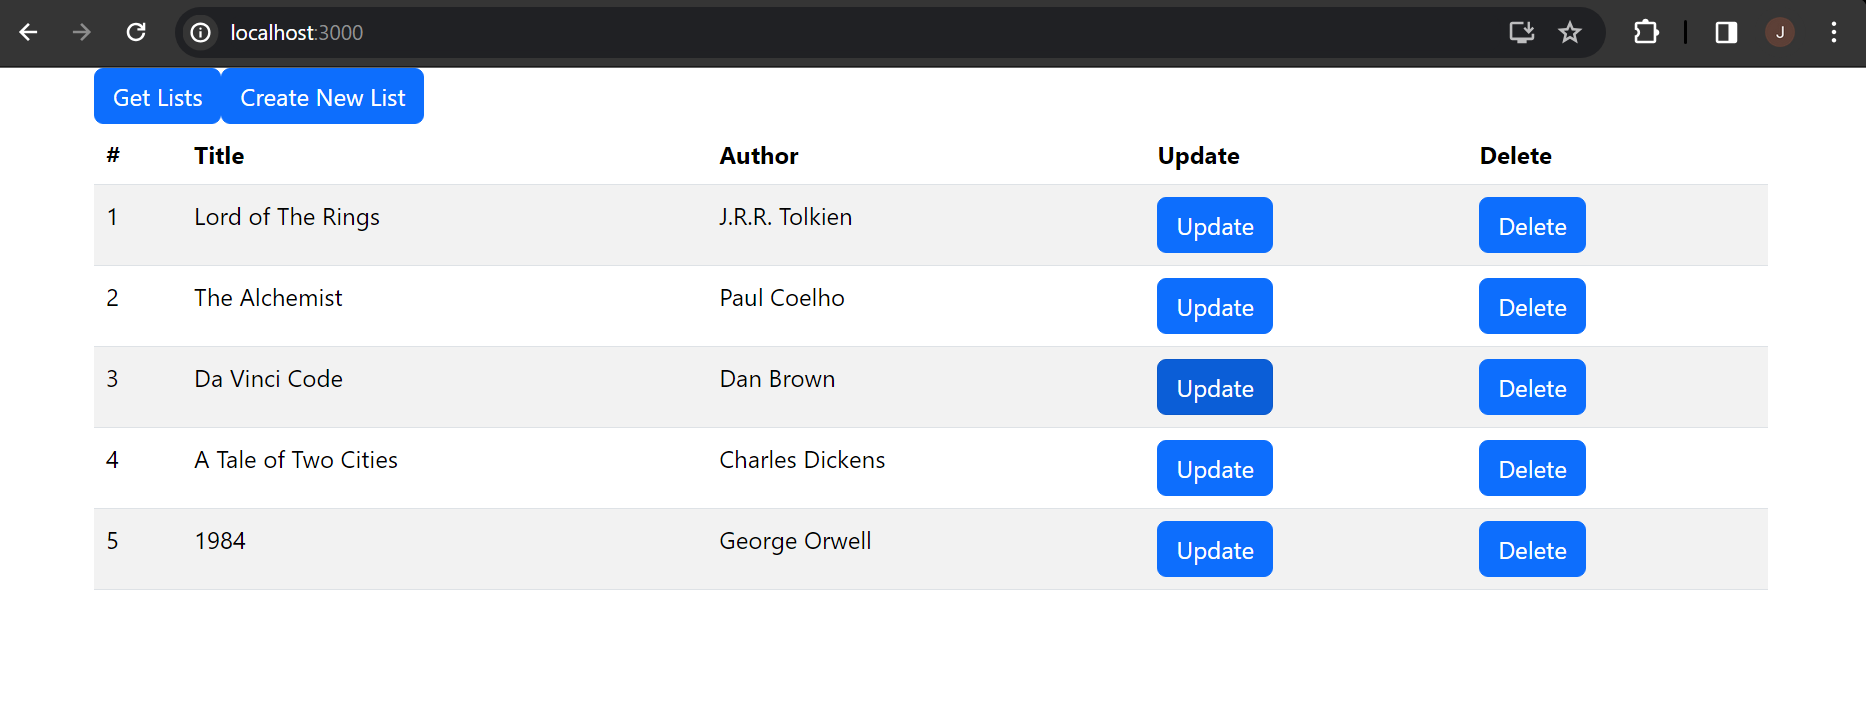 localhost:3000
J
Get Lists Create New List
# Title Author Update Delete
1 Lord of The Rings J.R.R. Tolkien Update Delete
2 The Alchemist Paul Coelho Update Delete
3 Da Vinci Code Dan Brown Update Delete
4 A Tale of Two Cities Charles Dickens Update Delete
5 1984 George Orwell Update Delete